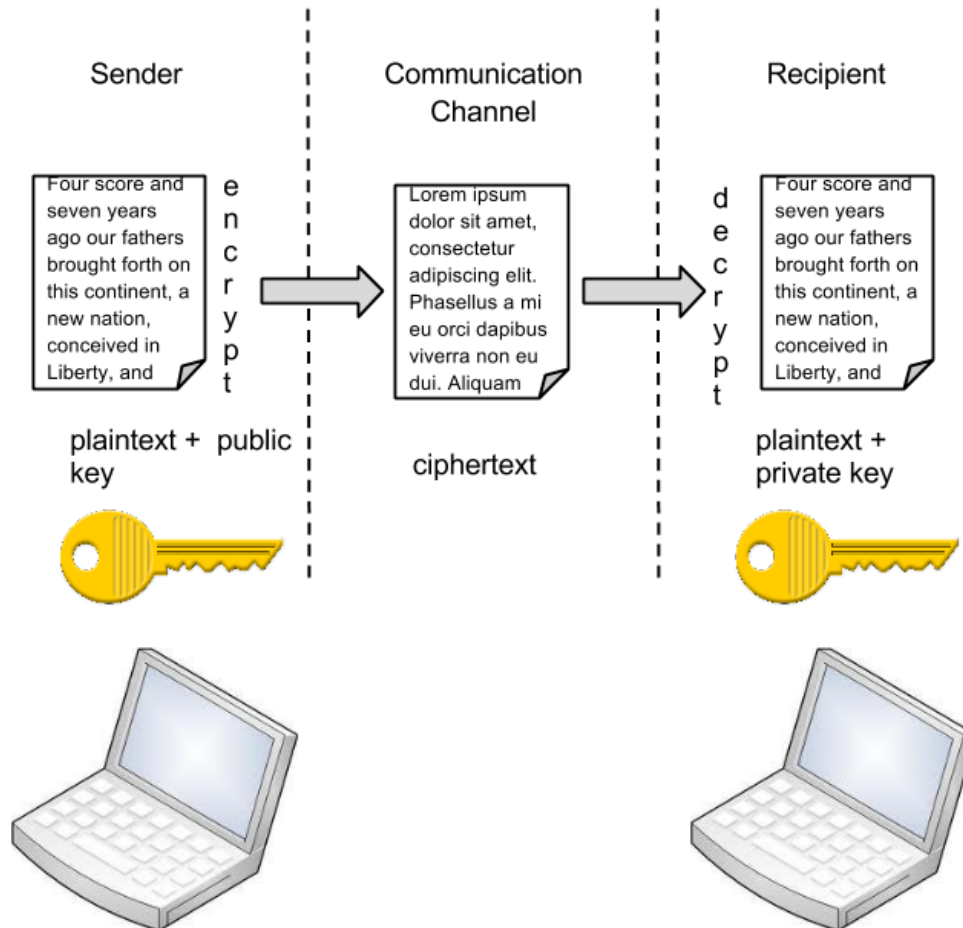 Sender
Communication
Channel
Recipient
Four score and
seven years
ago our fathers
brought forth on
this continent, a
new nation,
conceived in
Liberty, and
encrypt
Lorem ipsum
dolor sit amet,
consectetur
adipiscing elit.
Phasellus a mi
eu orci dapibus
viverra non eu
dui. Aliquam
decrypt
Four score and
seven years
ago our fathers
brought forth on
this continent, a
new nation,
conceived in
Liberty, and
plaintext + public
key
ciphertext
plaintext +
private key